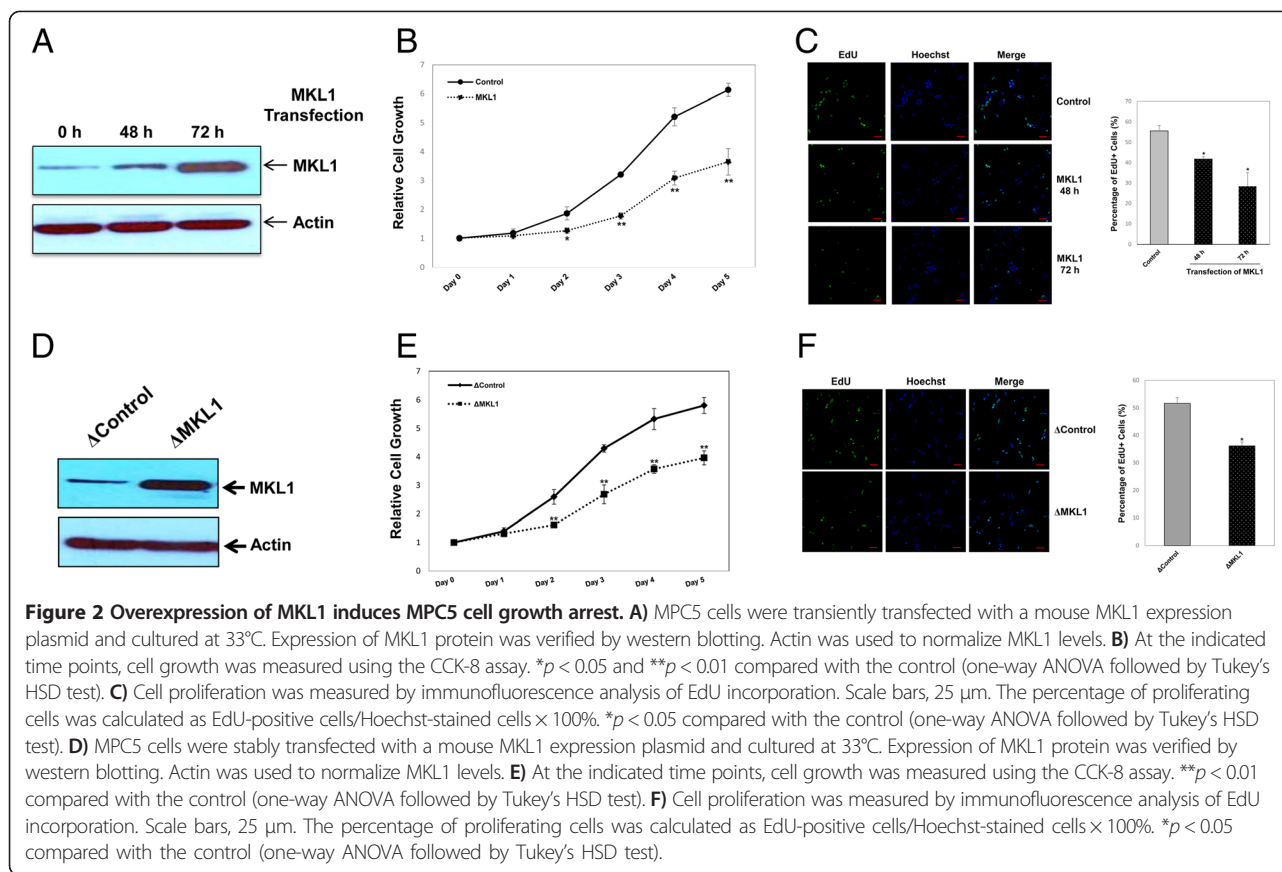 A
MKL1
Transfection
0 h 48 h 72 h
MKL1
Actin
B
Relative Cell Growth
7
6
5
4
3
2
1
0
Control
MKL1
*
**
**
**
Day 0 Day 1 Day 2 Day 3 Day 4 Day 5
C
EdU Hoechst Merge
Control
MKL1
48 h
MKL1
72 h
Percentage of EdU+ Cells (%)
70
60
50
40
30
20
10
0
*
*
Control 48 h 72 h
Transfection of MKL1
D
ΔControl ΔMKL1
MKL1
Actin
E
Relative Cell Growth
7
6
5
4
3
2
1
0
ΔControl
ΔMKL1
**
**
**
**
Day 0 Day 1 Day 2 Day 3 Day 4 Day 5
F
EdU Hoechst Merge
ΔControl
ΔMKL1
Percentage of EdU+ Cells (%)
60
50
40
30
20
10
0
*
ΔControl ΔMKL1
Figure 2 Overexpression of MKL1 induces MPC5 cell growth arrest. A) MPC5 cells were transiently transfected with a mouse MKL1 expression
plasmid and cultured at 33°C. Expression of MKL1 protein was verified by western blotting. Actin was used to normalize MKL1 levels. B) At the indicated
time points, cell growth was measured using the CCK-8 assay. *p < 0.05 and **p < 0.01 compared with the control (one-way ANOVA followed by Tukey's
HSD test). C) Cell proliferation was measured by immunofluorescence analysis of EdU incorporation. Scale bars, 25 μm. The percentage of proliferating
cells was calculated as EdU-positive cells/Hoechst-stained cells × 100%. *p < 0.05 compared with the control (one-way ANOVA followed by Tukey's HSD
test). D) MPC5 cells were stably transfected with a mouse MKL1 expression plasmid and cultured at 33°C. Expression of MKL1 protein was verified by
western blotting. Actin was used to normalize MKL1 levels. E) At the indicated time points, cell growth was measured using the CCK-8 assay. **p < 0.01
compared with the control (one-way ANOVA followed by Tukey's HSD test). F) Cell proliferation was measured by immunofluorescence analysis of EdU
incorporation. Scale bars, 25 μm. The percentage of proliferating cells was calculated as EdU-positive cells/Hoechst-stained cells × 100%. *p < 0.05
compared with the control (one-way ANOVA followed by Tukey's HSD test).